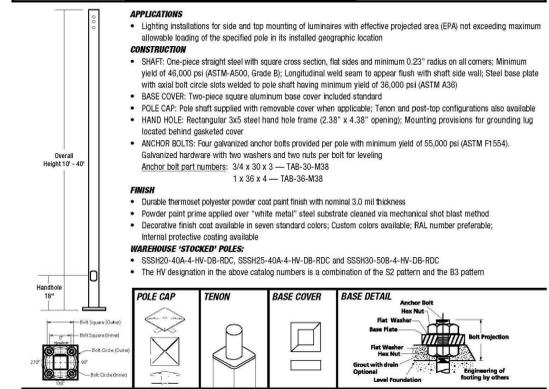 APPLICATIONS
• Lighting installations for side and top mounting of luminaires with effective projected area (EPA) not exceeding maximum
allowable loading of the specified pole in its installed geographic location
CONSTRUCTION
• SHAFT: One-piece straight steel with square cross section, flat sides and minimum 0.23" radius on all corners; Minimum
yield of 46,000 psi (ASTM-A500, Grade B); Longitudinal weld seam to appear flush with shaft side wall; Steel base plate
with axial bolt circle slots welded to pole shaft having minimum yield of 36,000 psi (ASTM A36)
• BASE COVER: Two-piece square aluminum base cover included standard
• POLE CAP: Pole shaft supplied with removable cover when applicable; Tenon and post-top configurations also available
• HAND HOLE: Rectangular 3x5 steel hand hole frame (2.38" x 4.38" opening); Mounting provisions for grounding lug
located behind gasketed cover
• ANCHOR BOLTS: Four galvanized anchor bolts provided per pole with minimum yield of 55,000 psi (ASTM F1554).
Galvanized hardware with two washers and two nuts per bolt for leveling
Anchor bolt part numbers: 3/4 x 30 x 3 — TAB-30-M38
1 x 36 x 4 — TAB-36-M38
FINISH
• Durable thermoset polyester powder coat paint finish with nominal 3.0 mil thickness
• Powder paint prime applied over "white metal" steel substrate cleaned via mechanical shot blast method
• Decorative finish coat available in seven standard colors; Custom colors available; RAL number preferable;
Internal protective coating available
WAREHOUSE 'STOCKED' POLES:
• SSSH20-40A-4-HV-DB-RDC, SSSH25-40A-4-HV-DB-RDC and SSSH30-50B-4-HV-DB-RDC
• The HV designation in the above catalog numbers is a combination of the S2 pattern and the B3 pattern
Overall
Height 10' - 40'
Handhole
18"
Bolt Square (Outer)
Bolt Square (Inner)
Bolt Circle (Outer)
Bolt Circle (Inner)
0°
270°
90°
180°
POLE CAP
TENON
BASE COVER
BASE DETAIL
Anchor Bolt
Hex Nut
Flat Washer
Base Plate
Bolt Projection
Flat Washer
Hex Nut
Grout with drain
Optional
Level Foundation
Engineering of
footing by others